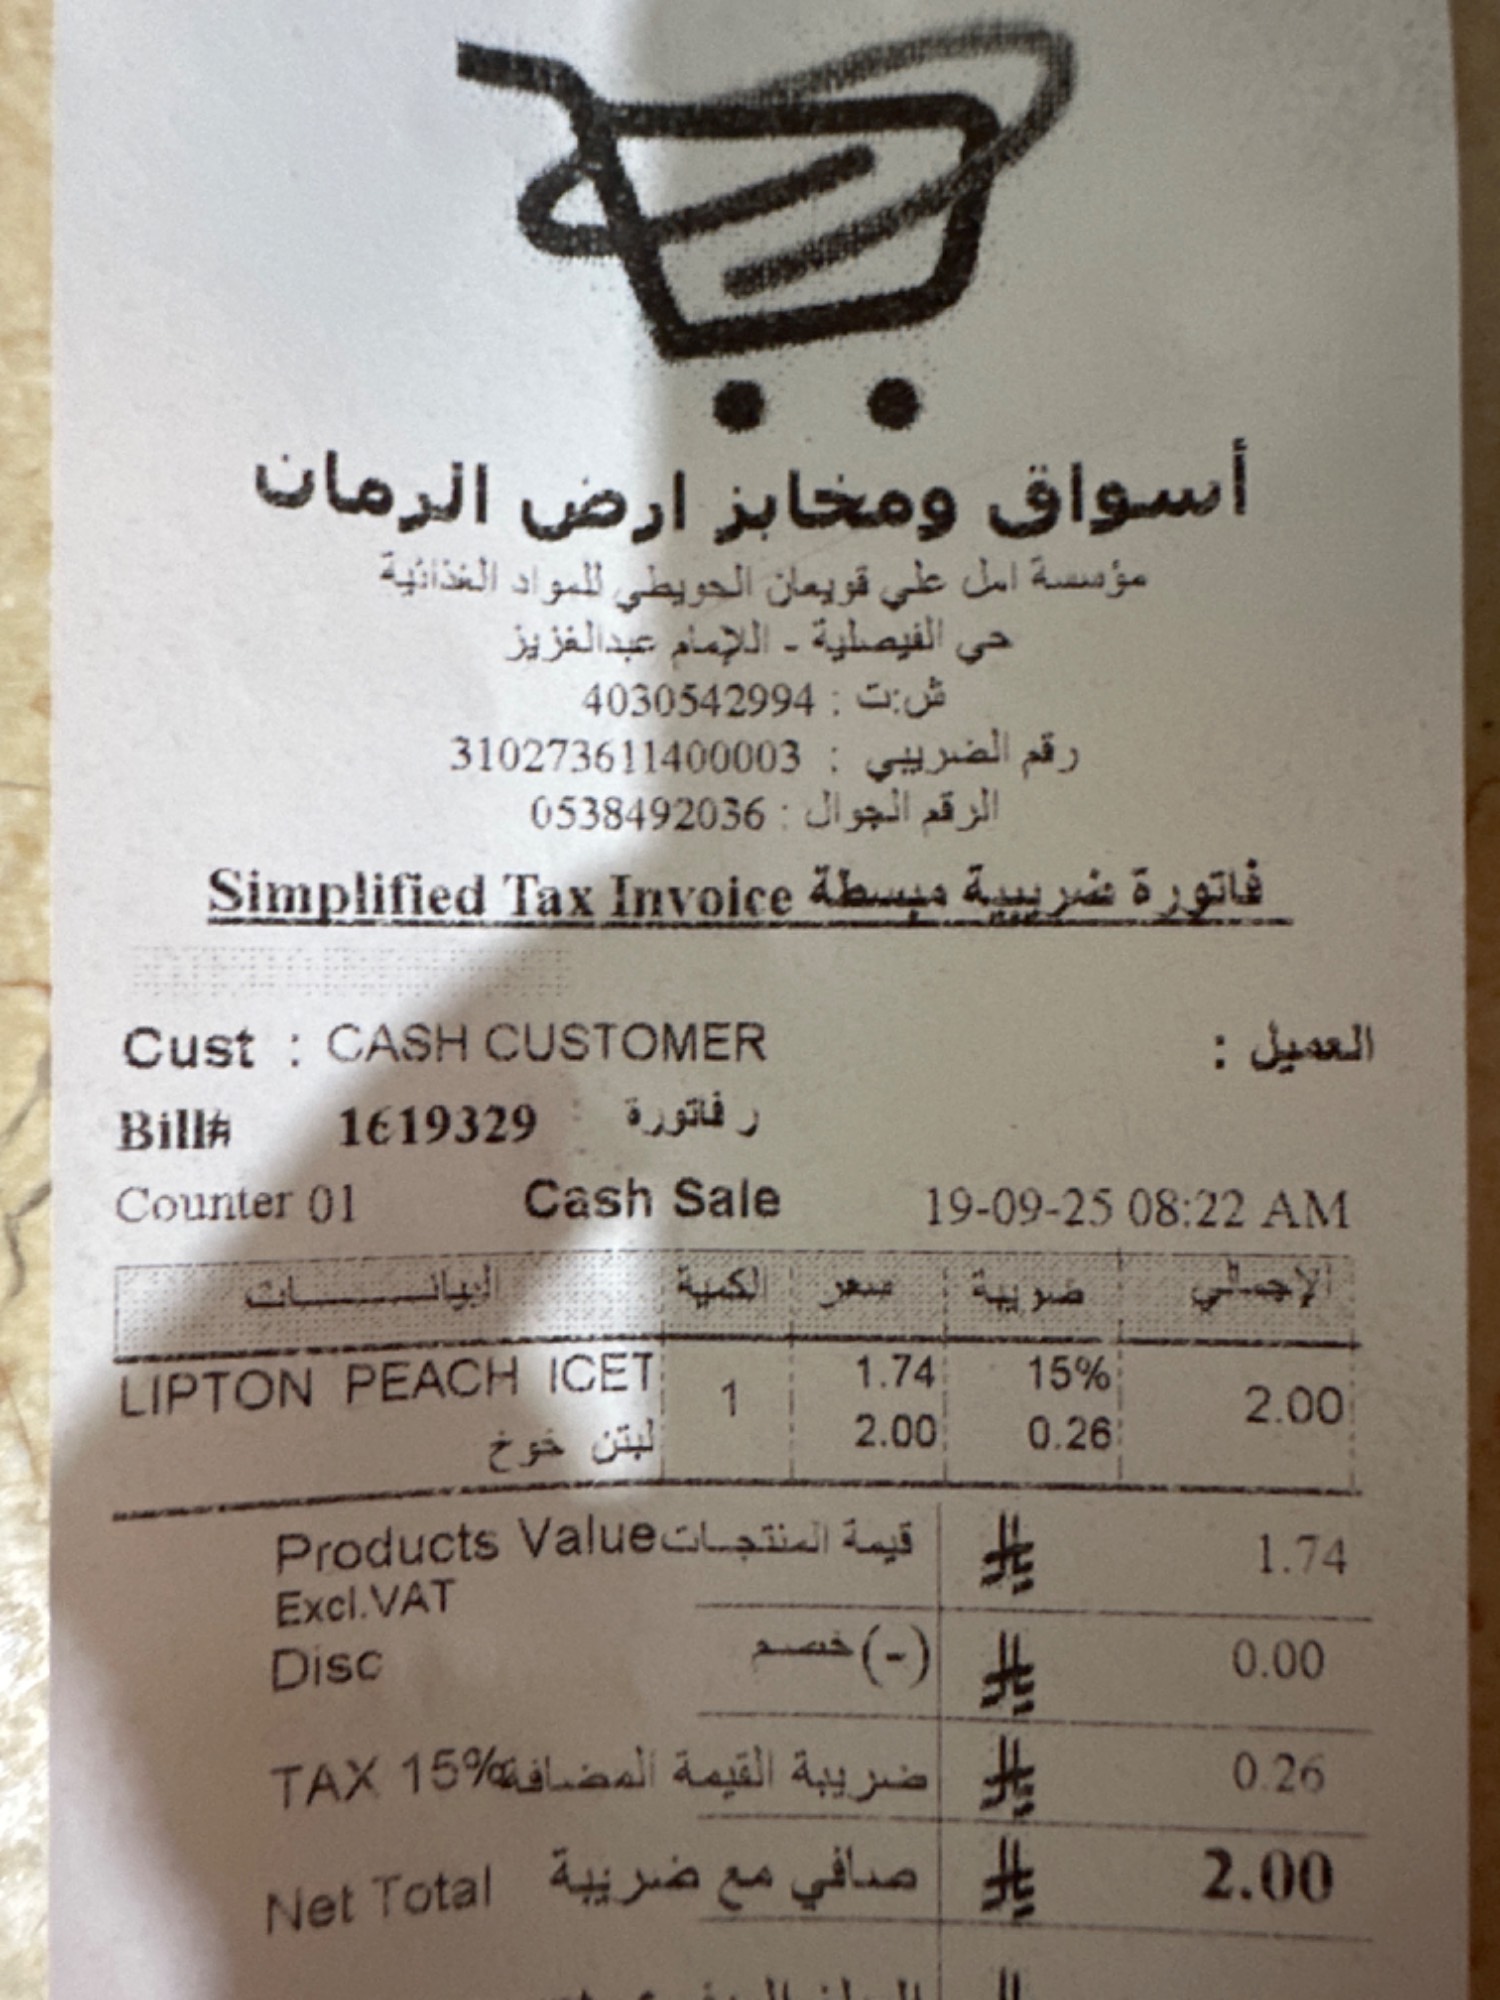 أسواق ومخابز ارض الرمان
مؤسسة امل علي قويعان الحويطي للمواد الغذائية
حي الفيصلية - اللإمام عبدالغزيز
ش:ت : 4030542994
رقم الضريبي : 310273611400003
الرقم الجوال : 0538492036
Simplified Tax Invoice فاتورة ضريبية مبسطة
Cust : CASH CUSTOMER العميل :
Bill# 1619329 : ر فاتورة
Counter 01 Cash Sale 19-09-25 08:22 AM
البيانـــــــات الكمية سعر ضريبة الإجمالي
LIPTON PEACH ICET 1 1.74 15% 2.00
لبتن خوخ 2.00 0.26
Products Value قيمة المنتجات 1.74
Excl.VAT
Disc خصم (-) 0.00
TAX 15% ضريبة القيمة المضافة 0.26
Net Total صافي مع ضريبة 2.00